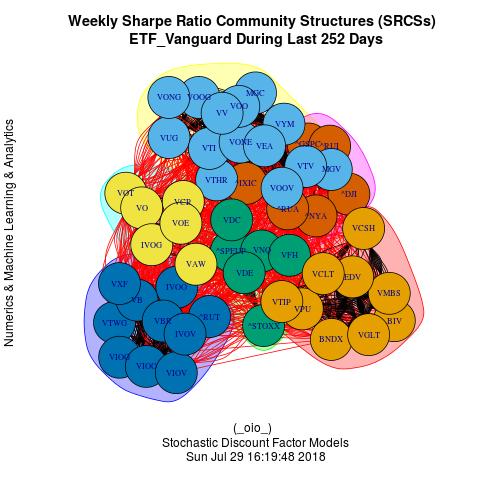 Weekly Sharpe Ratio Community Structures (SRCSs)
ETF_Vanguard During Last 252 Days
Numerics & Machine Learning & Analytics
VONG VOOG VOO MGC
VV
VUG VTI VONE VEA VYM ^GSPC ^RUI
VTV MGV
VTHR ^IXIC VOOV ^DJI
^RUA ^NYA
VOT VO VCR VOE
VDC
VCSH
IVOG VAW ^SPEUP VNQ VFH
VDE
VCLT EDV
VXF VB IVOO
VTIP VPU VMBS
VTWG VBR ^RUT IVOV
^STOXX BIV
BNDX VGLT
VIOG VIOO VIOV
(_oIo_)
Stochastic Discount Factor Models
Sun Jul 29 16:19:48 2018